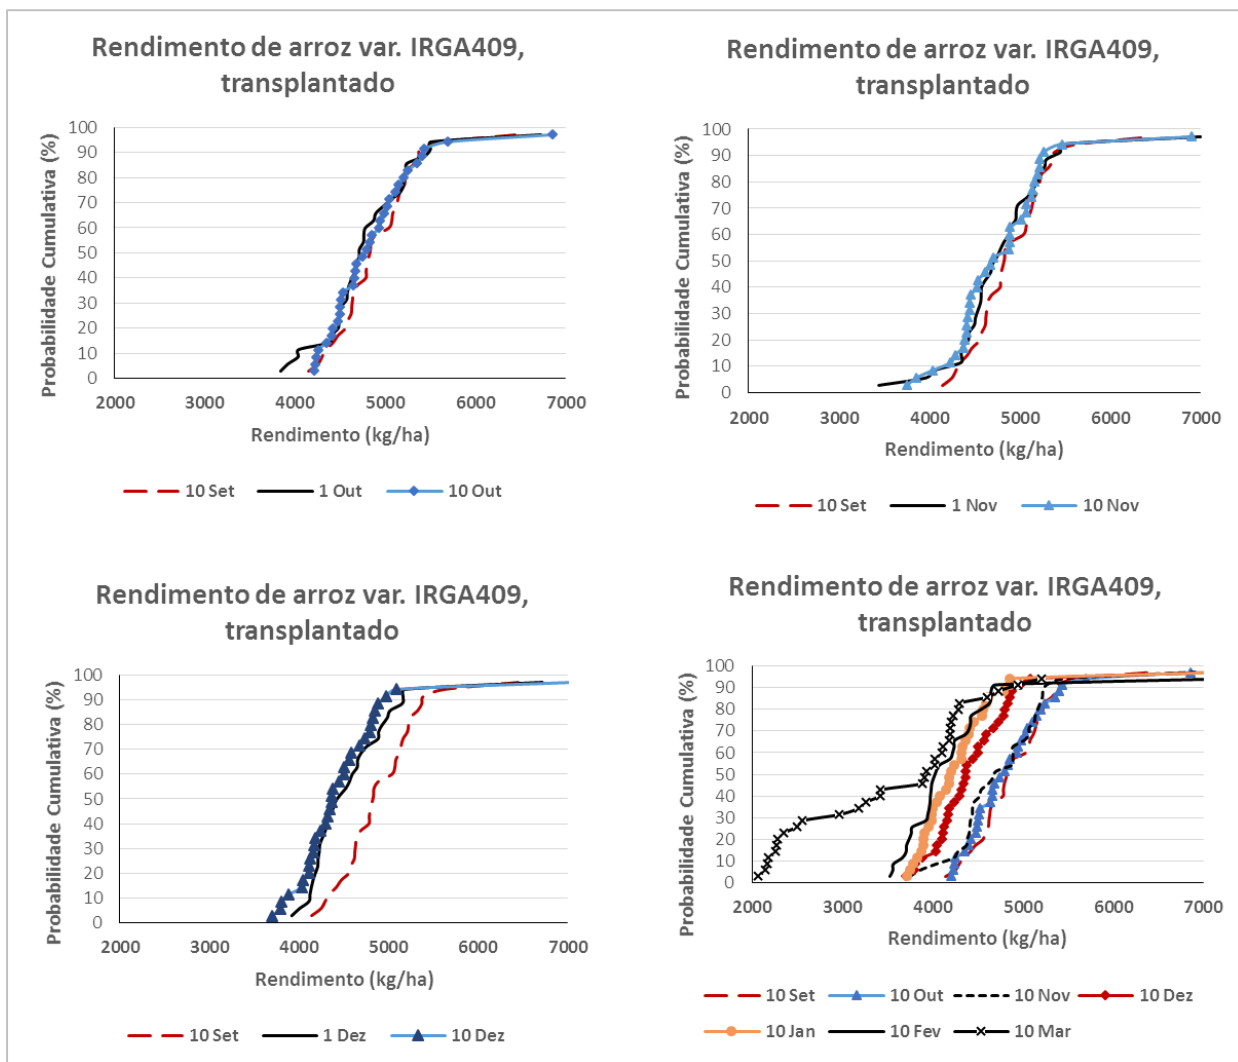 Rendimento de arroz var. IRGA409,
transplantado
Probabilidade Cumulativa (%)
100
90
80
70
60
50
40
30
20
10
0
2000 3000 4000 5000 6000 7000
Rendimento (kg/ha)
10 Set 1 Out 10 Out
Rendimento de arroz var. IRGA409,
transplantado
Probabilidade Cumulativa (%)
100
90
80
70
60
50
40
30
20
10
0
2000 3000 4000 5000 6000 7000
Rendimento (kg/ha)
10 Set 1 Nov 10 Nov
Rendimento de arroz var. IRGA409,
transplantado
Probabilidade Cumulativa (%)
100
90
80
70
60
50
40
30
20
10
0
2000 3000 4000 5000 6000 7000
Rendimento (kg/ha)
10 Set 1 Dez 10 Dez
Rendimento de arroz var. IRGA409,
transplantado
Probabilidade Cumulativa (%)
100
90
80
70
60
50
40
30
20
10
0
2000 3000 4000 5000 6000 7000
Rendimento (kg/ha)
10 Set 10 Out 10 Nov 10 Dez
10 Jan 10 Fev 10 Mar